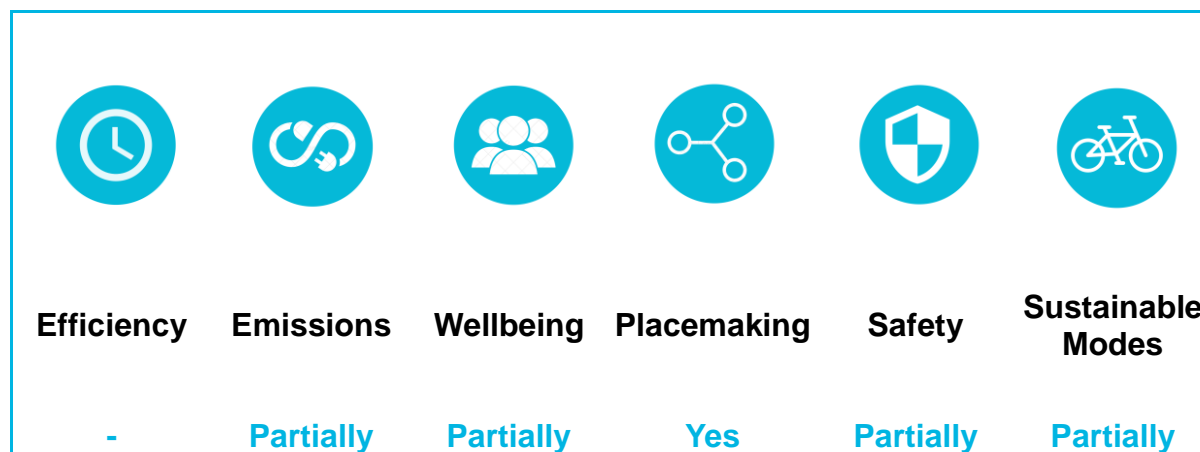 Efficiency Emissions Wellbeing Placemaking Safety Sustainable
Modes
- Partially Partially Yes Partially Partially